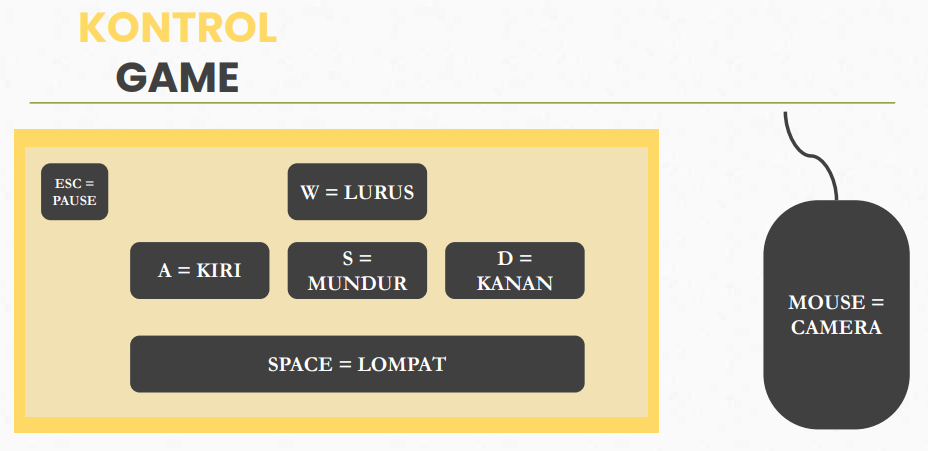 KONTROL
GAME
ESC =
PAUSE
W = LURUS
A = KIRI
S =
MUNDUR
D =
KANAN
SPACE = LOMPAT
MOUSE =
CAMERA